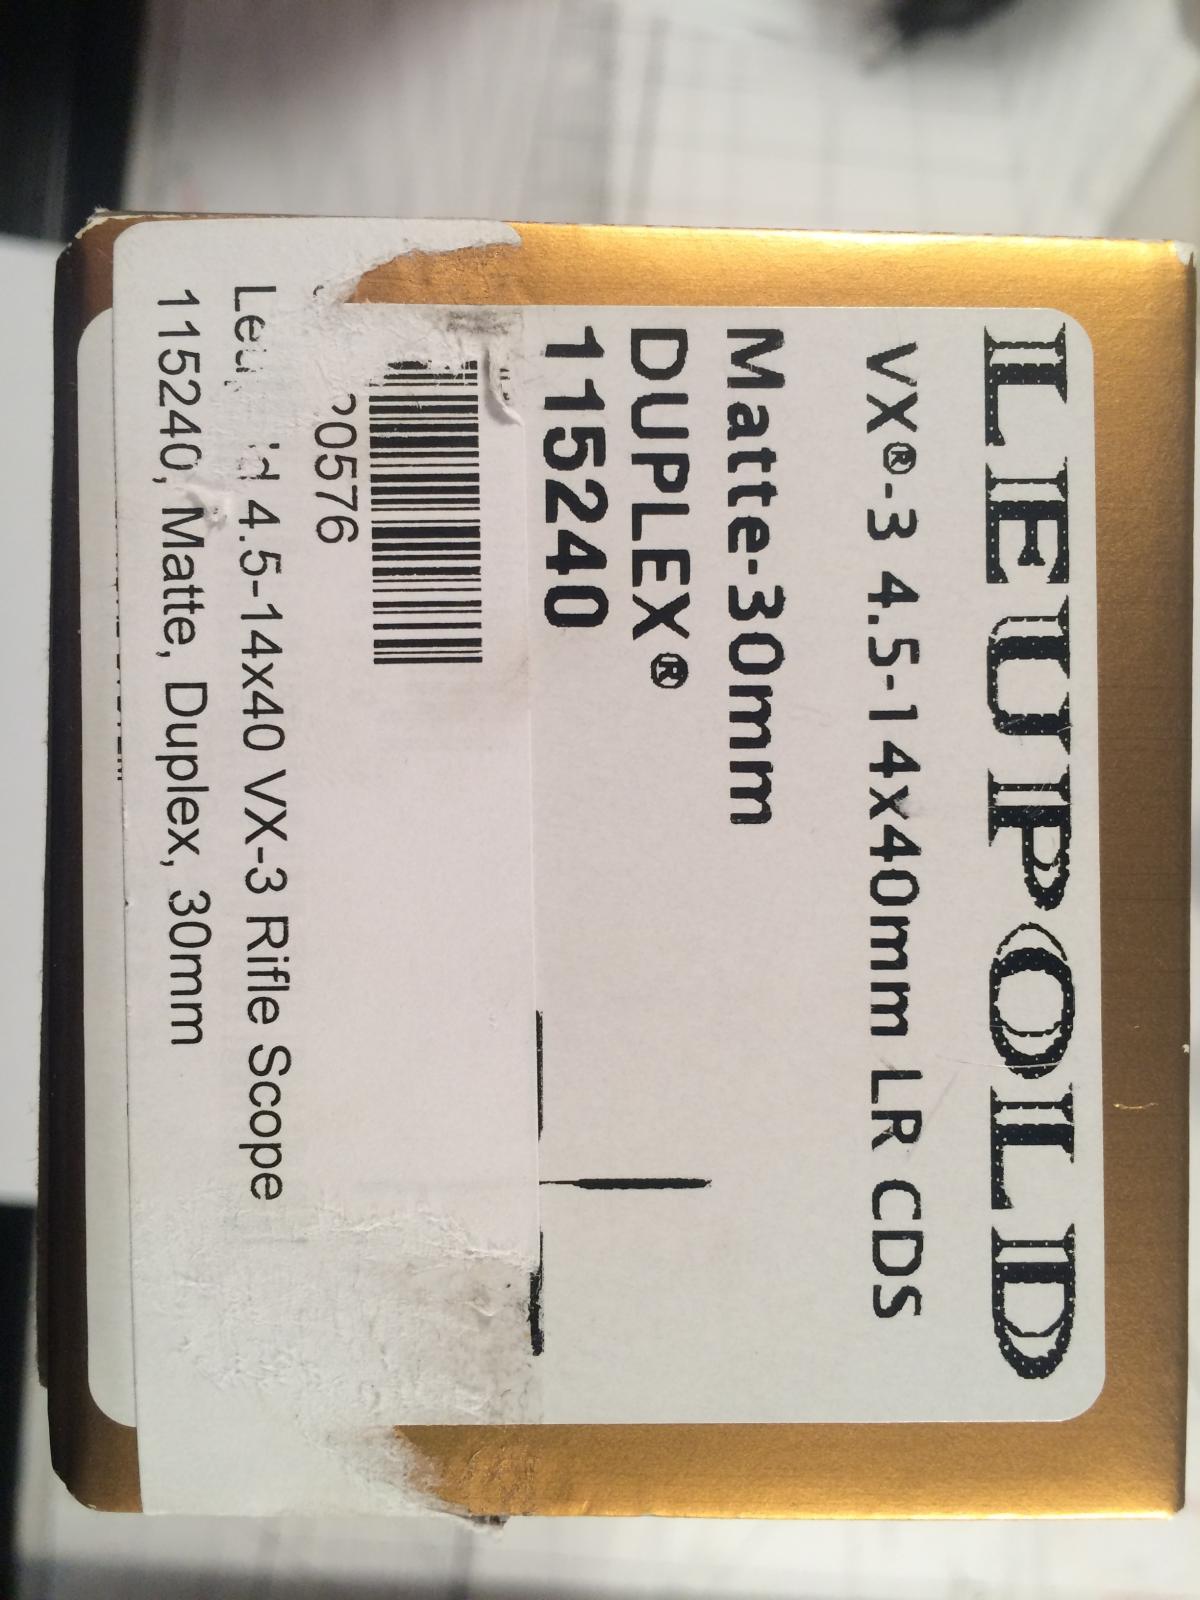 LEUPOLD
VX®-3 4.5-14x40mm LR CDS
Matte-30mm
DUPLEX®
115240
20576
4.5-14x40 VX-3 Rifle Scope
115240, Matte, Duplex, 30mm